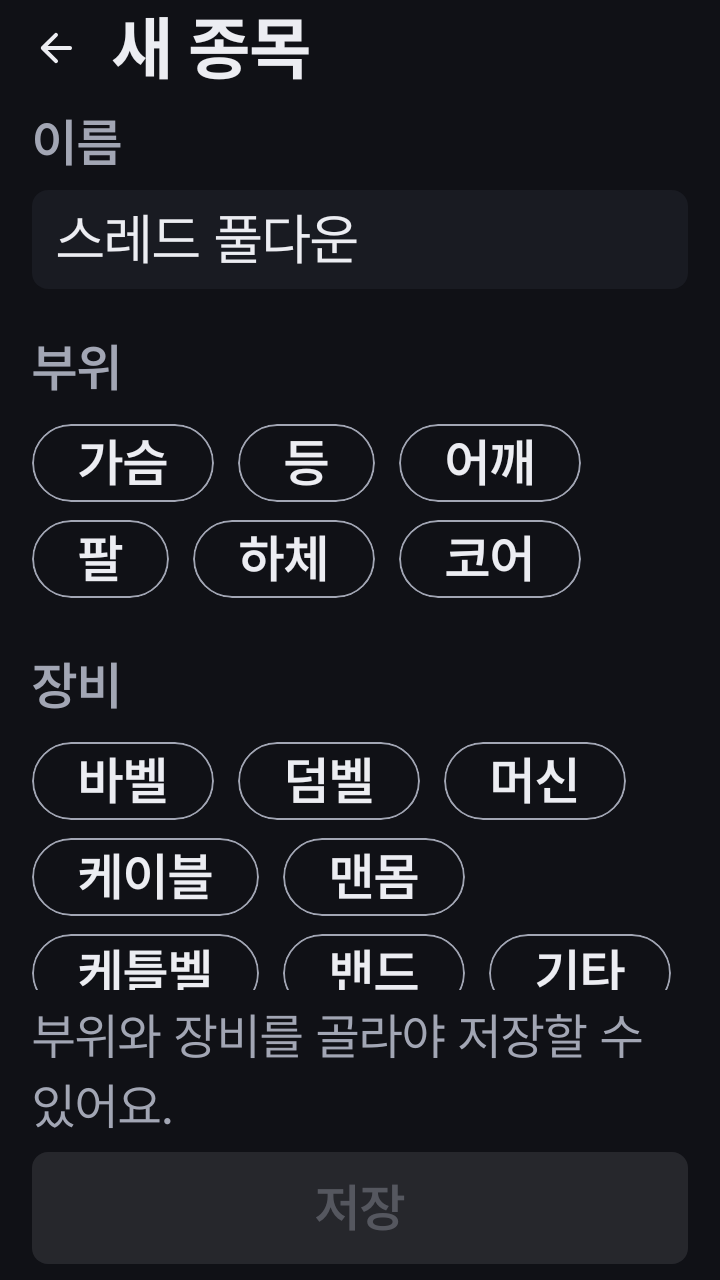 새 종목
이름
스레드 풀다운
부위
가슴 등 어깨
팔 하체 코어
장비
바벨 덤벨 머신
케이블 맨몸
케틀벨 밴드 기타
부위와 장비를 골라야 저장할 수
있어요.
저장